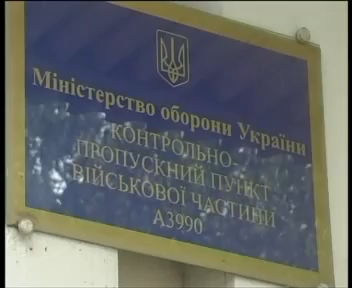 Міністерство оборони України
КОНТРОЛЬНО-
ПРОПУСКНИЙ ПУНКТ
ВІЙСЬКОВОЇ ЧАСТИНИ
А3990